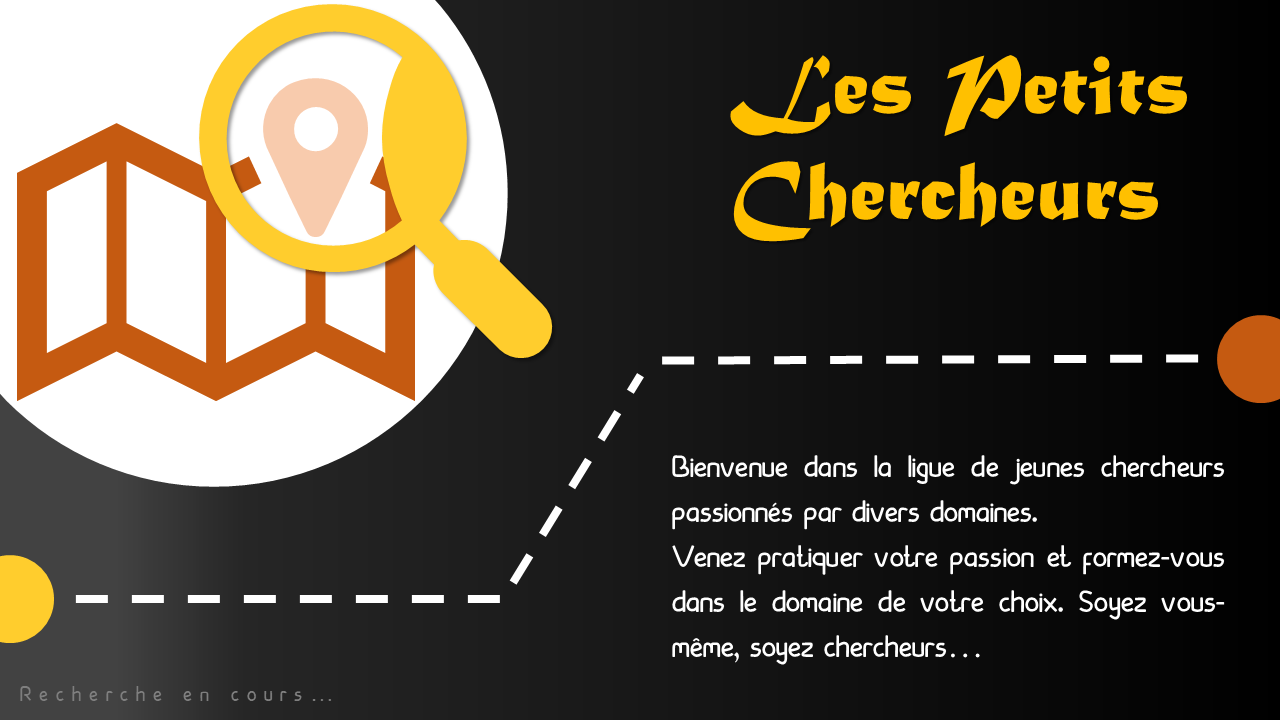 Les Petits
Chercheurs
Bienvenue dans la ligue de jeunes chercheurs
passionnés par divers domaines.
Venez pratiquer votre passion et formez-vous
dans le domaine de votre choix. Soyez vous-
même, soyez chercheurs...
Recherche en cours...